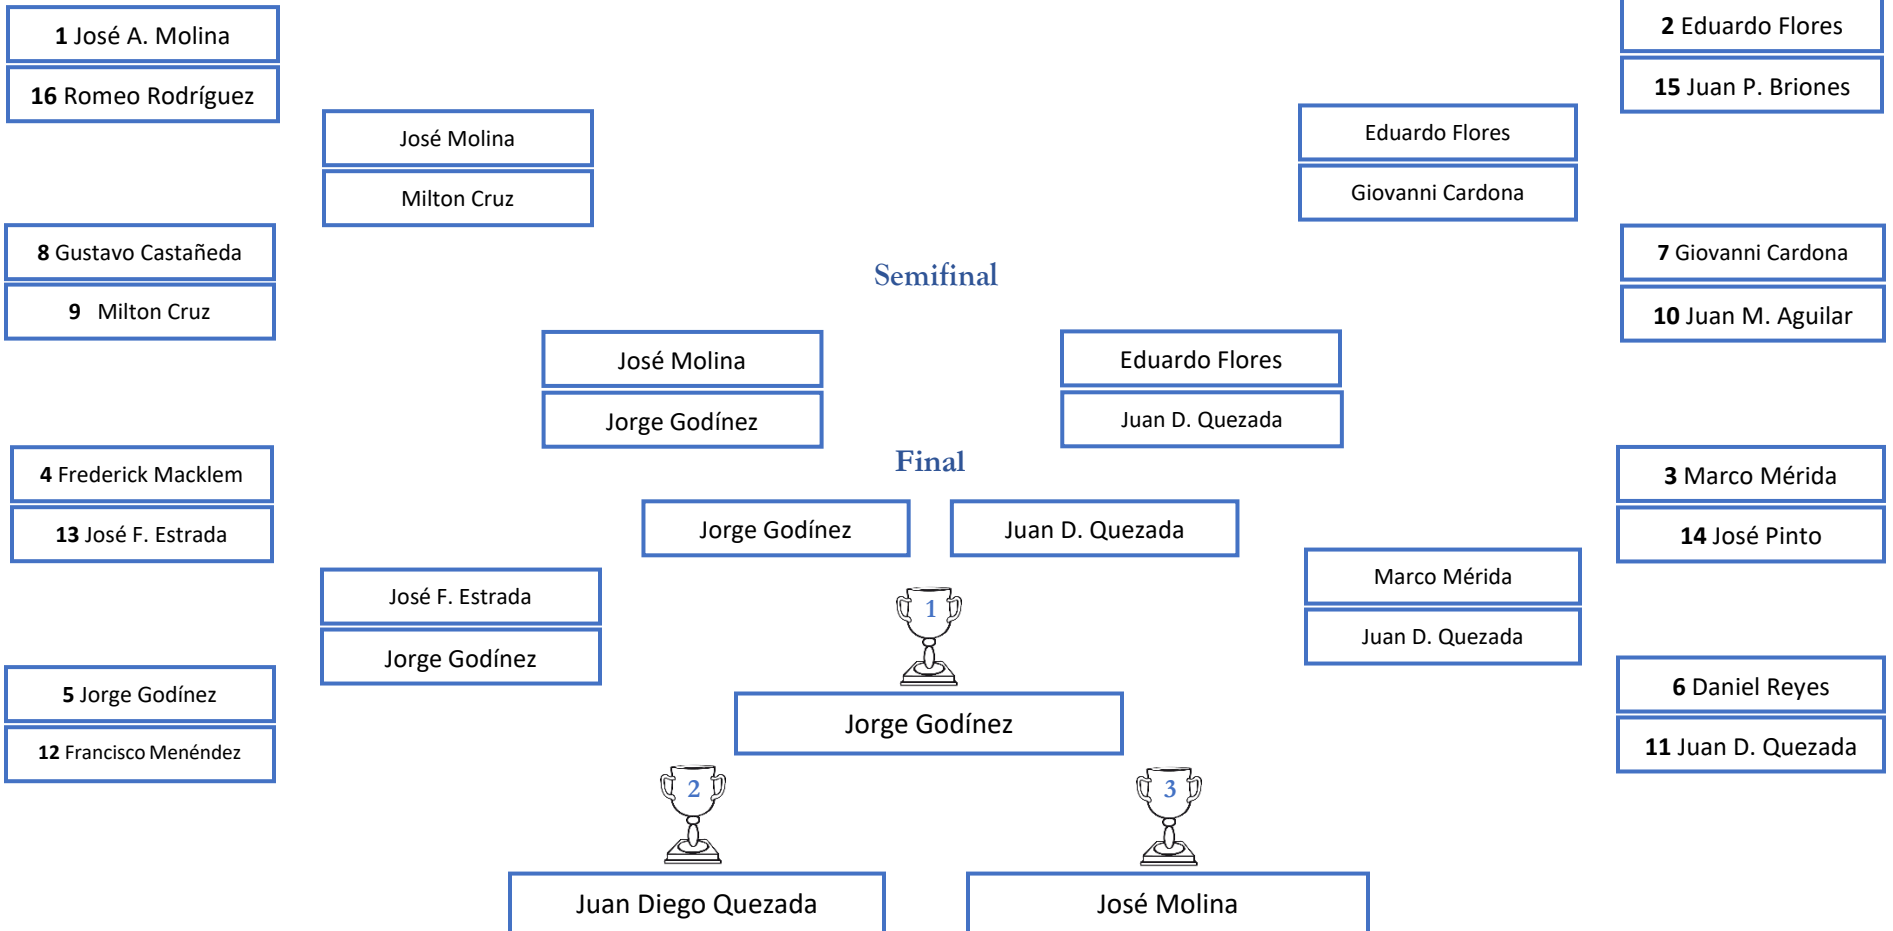 1 José A. Molina
16 Romeo Rodríguez
José Molina
Milton Cruz
8 Gustavo Castañeda
9 Milton Cruz
4 Frederick Macklem
13 José F. Estrada
José F. Estrada
Jorge Godínez
5 Jorge Godínez
12 Francisco Menéndez
2 Eduardo Flores
15 Juan P. Briones
Eduardo Flores
Giovanni Cardona
7 Giovanni Cardona
10 Juan M. Aguilar
3 Marco Mérida
14 José Pinto
Marco Mérida
Juan D. Quezada
6 Daniel Reyes
11 Juan D. Quezada
Semifinal
José Molina
Jorge Godínez
Eduardo Flores
Juan D. Quezada
Final
Jorge Godínez
Juan D. Quezada
1
Jorge Godínez
2
Juan Diego Quezada
3
José Molina